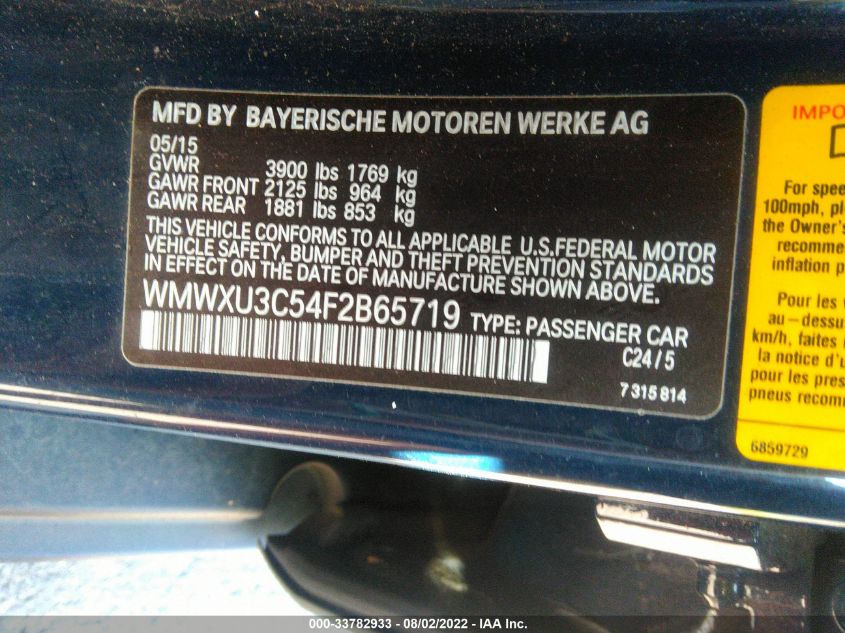 MFD BY BAYERISCHE MOTOREN WERKE AG
05/15
GVWR 3900 lbs 1769 kg
GAWR FRONT 2125 lbs 964 kg
GAWR REAR 1881 lbs 853 kg
THIS VEHICLE CONFORMS TO ALL APPLICABLE U.S.FEDERAL MOTOR
VEHICLE SAFETY, BUMPER AND THEFT PREVENTION STANDARDS
IN EFFECT ON THE DATE OF MANUFACTURE SHOWN ABOVE.
WMWXU3C54F2B65719 TYPE: PASSENGER CAR
C24/5
7 315 814
For spee
100mph, pl
the Owner's
recomme
inflation p
Pour les
au-dessu
km/h, faites
la notice d'u
pour les pres
pneus recom
6859729
000-33782933 - 08/02/2022 - IAA Inc.